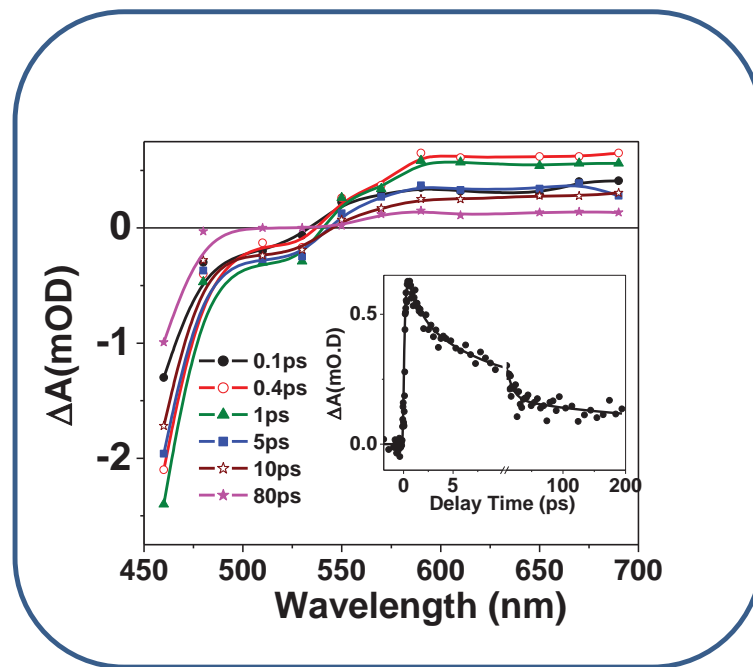 ΔA(mOD)
0
-1
-2
0.1ps
0.4ps
1ps
5ps
10ps
80ps
ΔA(mO.D)
0.5
0.0
0
5
100
200
Delay Time (ps)
450
500
550
600
650
700
Wavelength (nm)